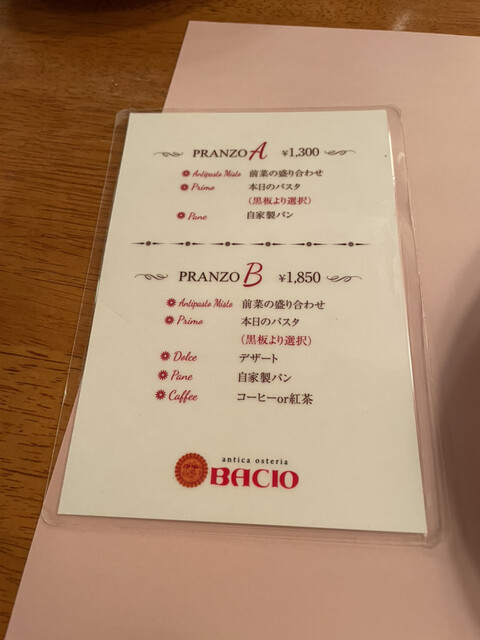 PRANZO A ¥1,300
Antipasto Misto 前菜の盛り合わせ
Primo 本日のパスタ
(黒板より選択)
Pane 自家製パン
PRANZO B ¥1,850
Antipasto Misto 前菜の盛り合わせ
Primo 本日のパスタ
(黒板より選択)
Dolce デザート
Pane 自家製パン
Caffee コーヒーor紅茶
antica osteria
BACIO